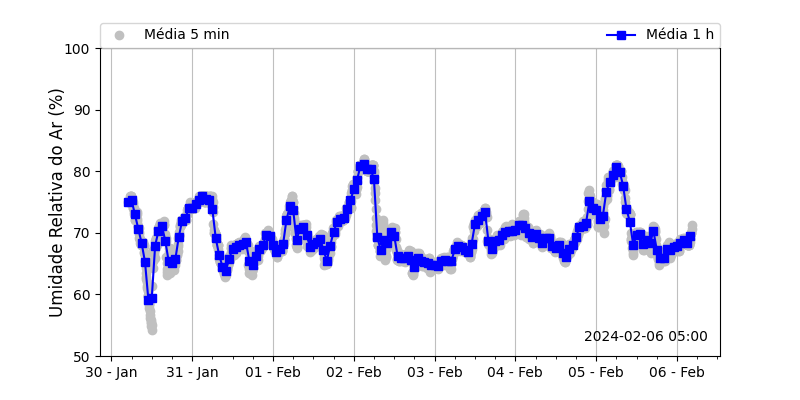 Média 5 min
Média 1 h
Umidade Relativa do Ar (%)
100
90
80
70
60
50
2024-02-06 05:00
30 - Jan
31 - Jan
01 - Feb
02 - Feb
03 - Feb
04 - Feb
05 - Feb
06 - Feb